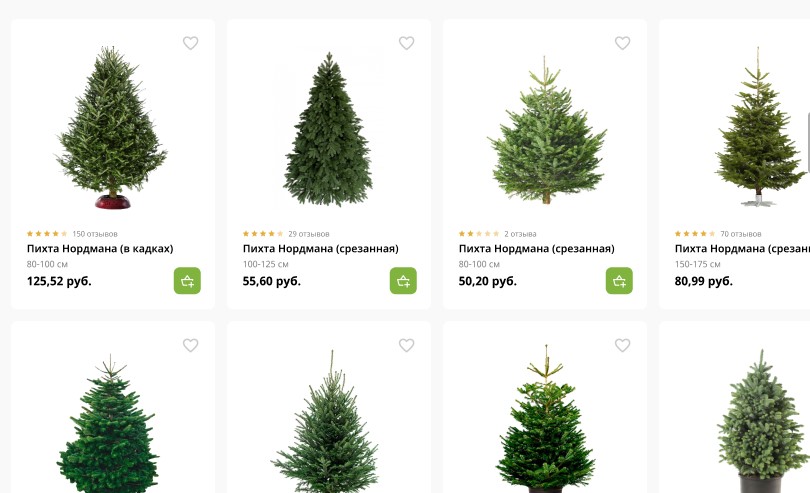 150 отзывов
Пихта Нордмана (в кадках)
80-100 см
125,52 руб.
29 отзывов
Пихта Нордмана (срезанная)
100-125 см
55,60 руб.
2 отзыва
Пихта Нордмана (срезанная)
80-100 см
50,20 руб.
70 отзывов
Пихта Нордмана (срезан
150-175 см
80,99 руб.